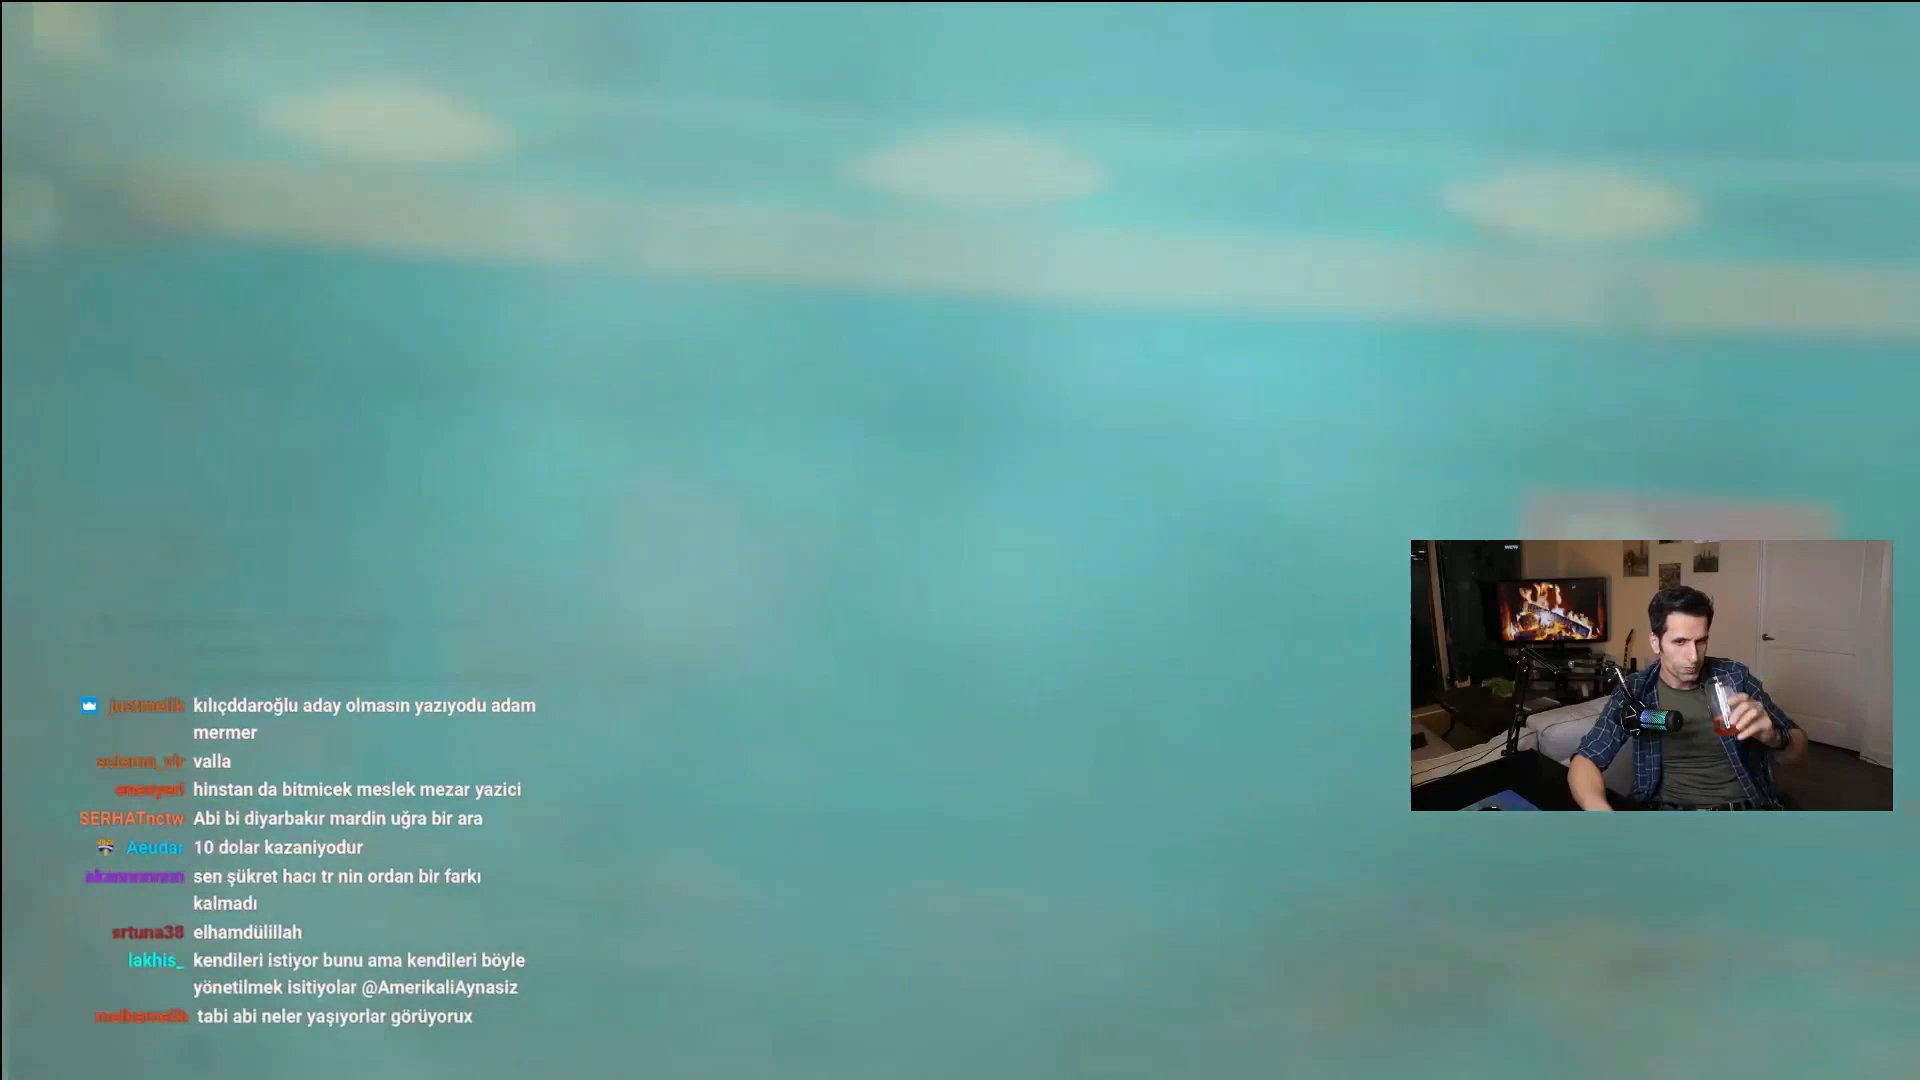 justmelik kılıçddaroğlu aday olmasın yazıyodu adam
mermer
valla
hinstan da bitmicek meslek mezar yazici
SERHATnctw Abi bi diyarbakır mardin uğra bir ara
Aeudar 10 dolar kazaniyodur
sen şükret hacı tr nin ordan bir farkı
kalmadı
srtuna38 elhamdülillah
lakhis_ kendileri istiyor bunu ama kendileri böyle
yönetilmek isitiyolar @AmerikaliAynasiz
tabi abi neler yaşıyorlar görüyorux